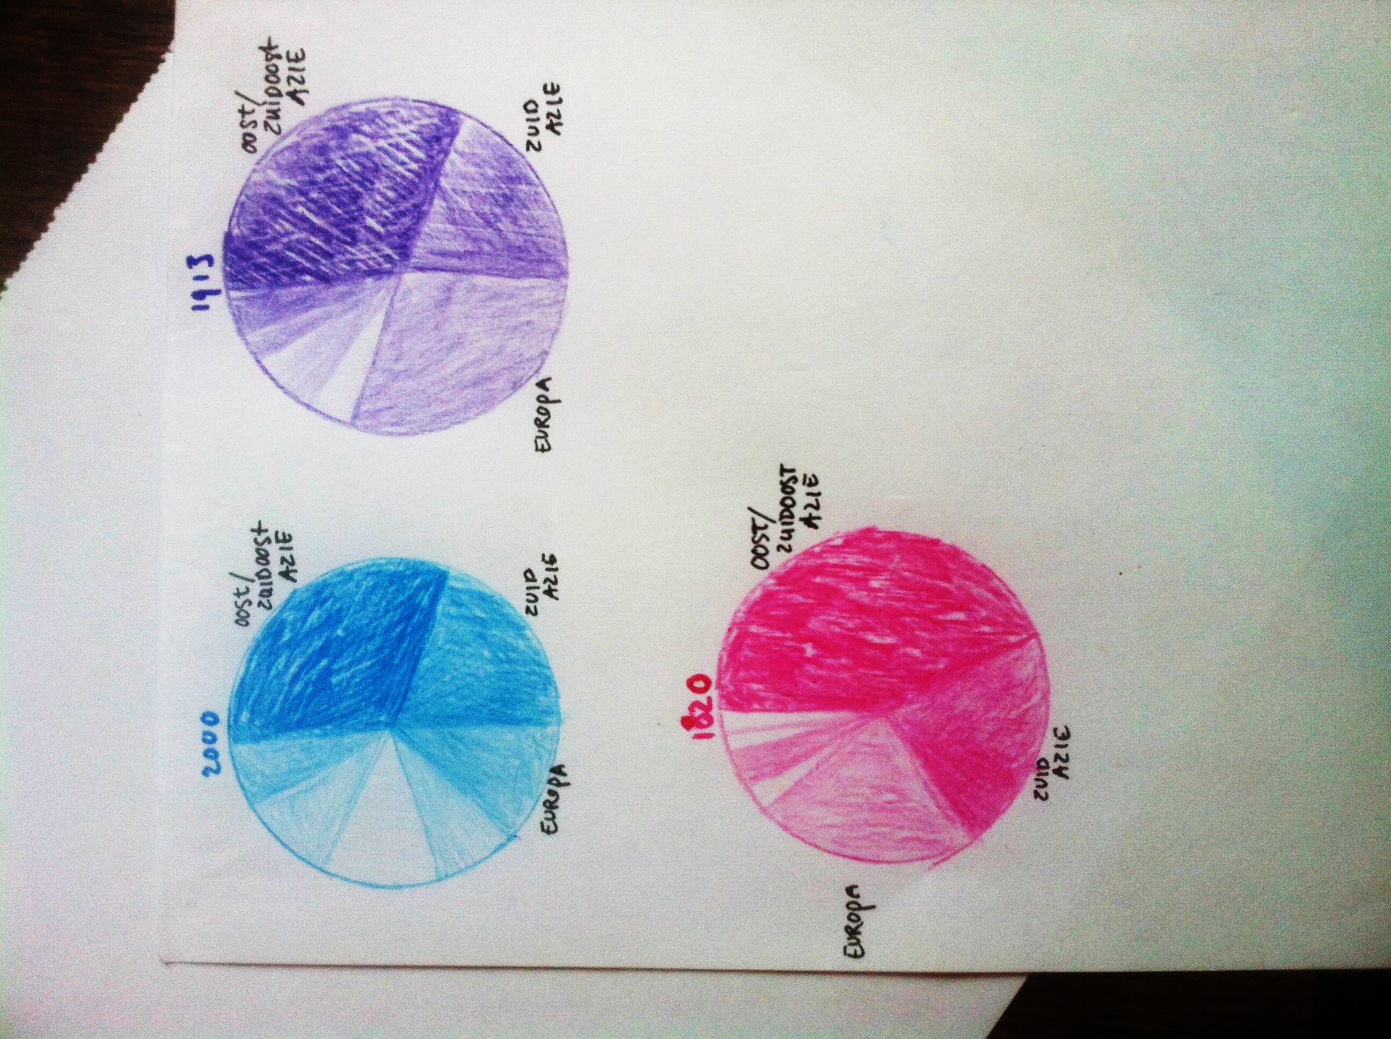 1820
OOST/
ZUIDOOST
AZIË
ZUID
AZIE
EUROPA
1913
OOST/
ZUIDOOST
AZIE
ZUID
AZIE
EUROPA
2000
OOST/
ZUIDOOST
AZIE
ZUID
AZIE
EUROPA